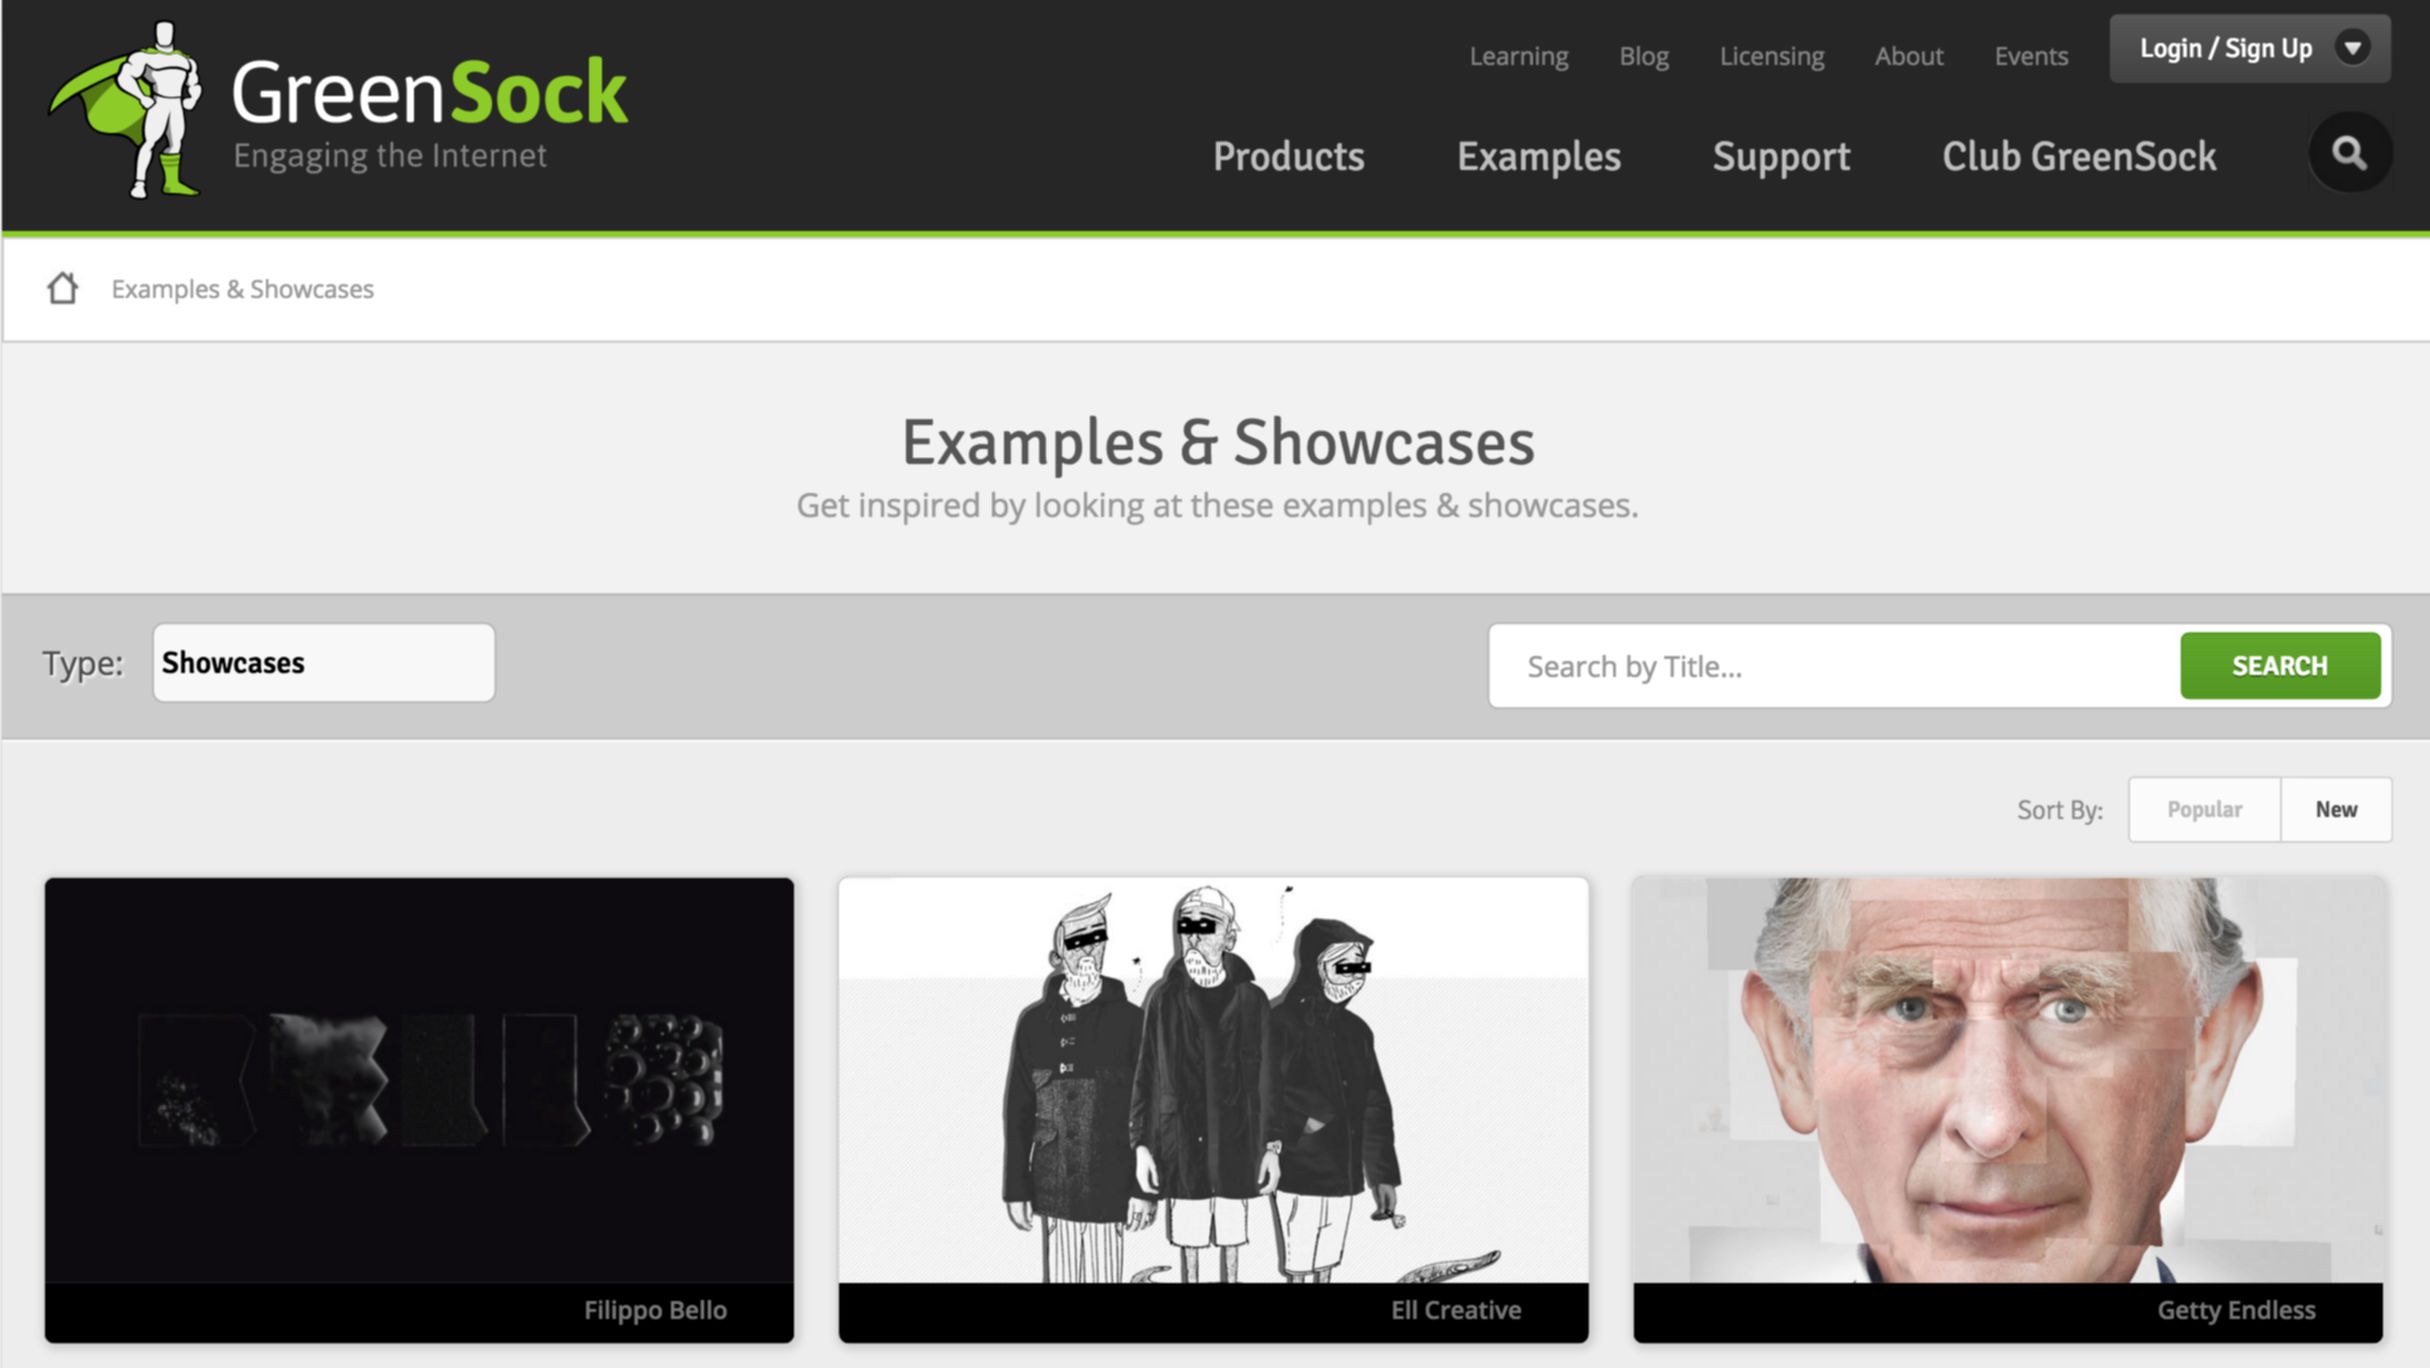 GreenSock
Engaging the Internet
Learning Blog Licensing About Events Login / Sign Up
Products Examples Support Club GreenSock
Examples & Showcases
Examples & Showcases
Get inspired by looking at these examples & showcases.
Type: Showcases
Search by Title... SEARCH
Sort By: Popular New
Filippo Bello
Ell Creative
Getty Endless